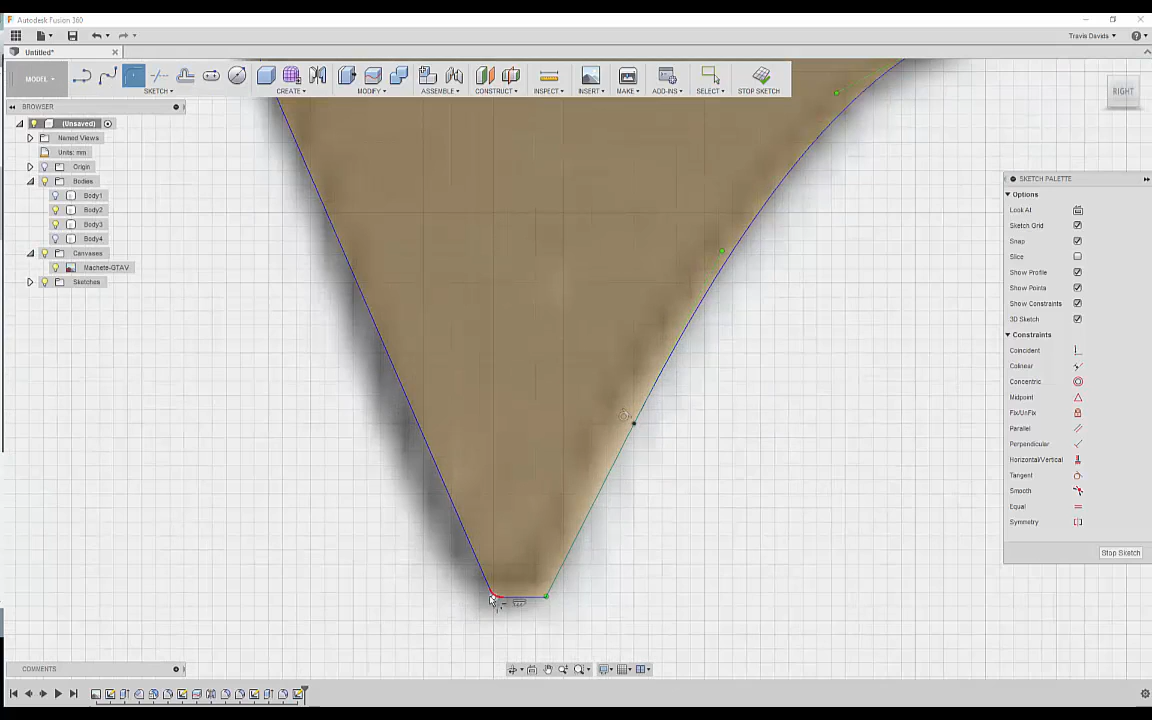 Autodesk Fusion 360
Travis Davids
Untitled*
MODEL
SKETCH
CREATE
MODIFY
ASSEMBLE
CONSTRUCT
INSPECT
INSERT
MAKE
ADD-INS
SELECT
STOP SKETCH
RIGHT
BROWSER
(Unsaved)
Named Views
Units: mm
Origin
Bodies
Body1
Body2
Body3
Body4
Canvases
Machete-GTAV
Sketches
SKETCH PALETTE
Options
Look At
Sketch Grid
Snap
Slice
Show Profile
Show Points
Show Constraints
3D Sketch
Constraints
Coincident
Colinear
Concentric
Midpoint
Fix/UnFix
Parallel
Perpendicular
Horizontal/Vertical
Tangent
Smooth
Equal
Symmetry
Stop Sketch
COMMENTS